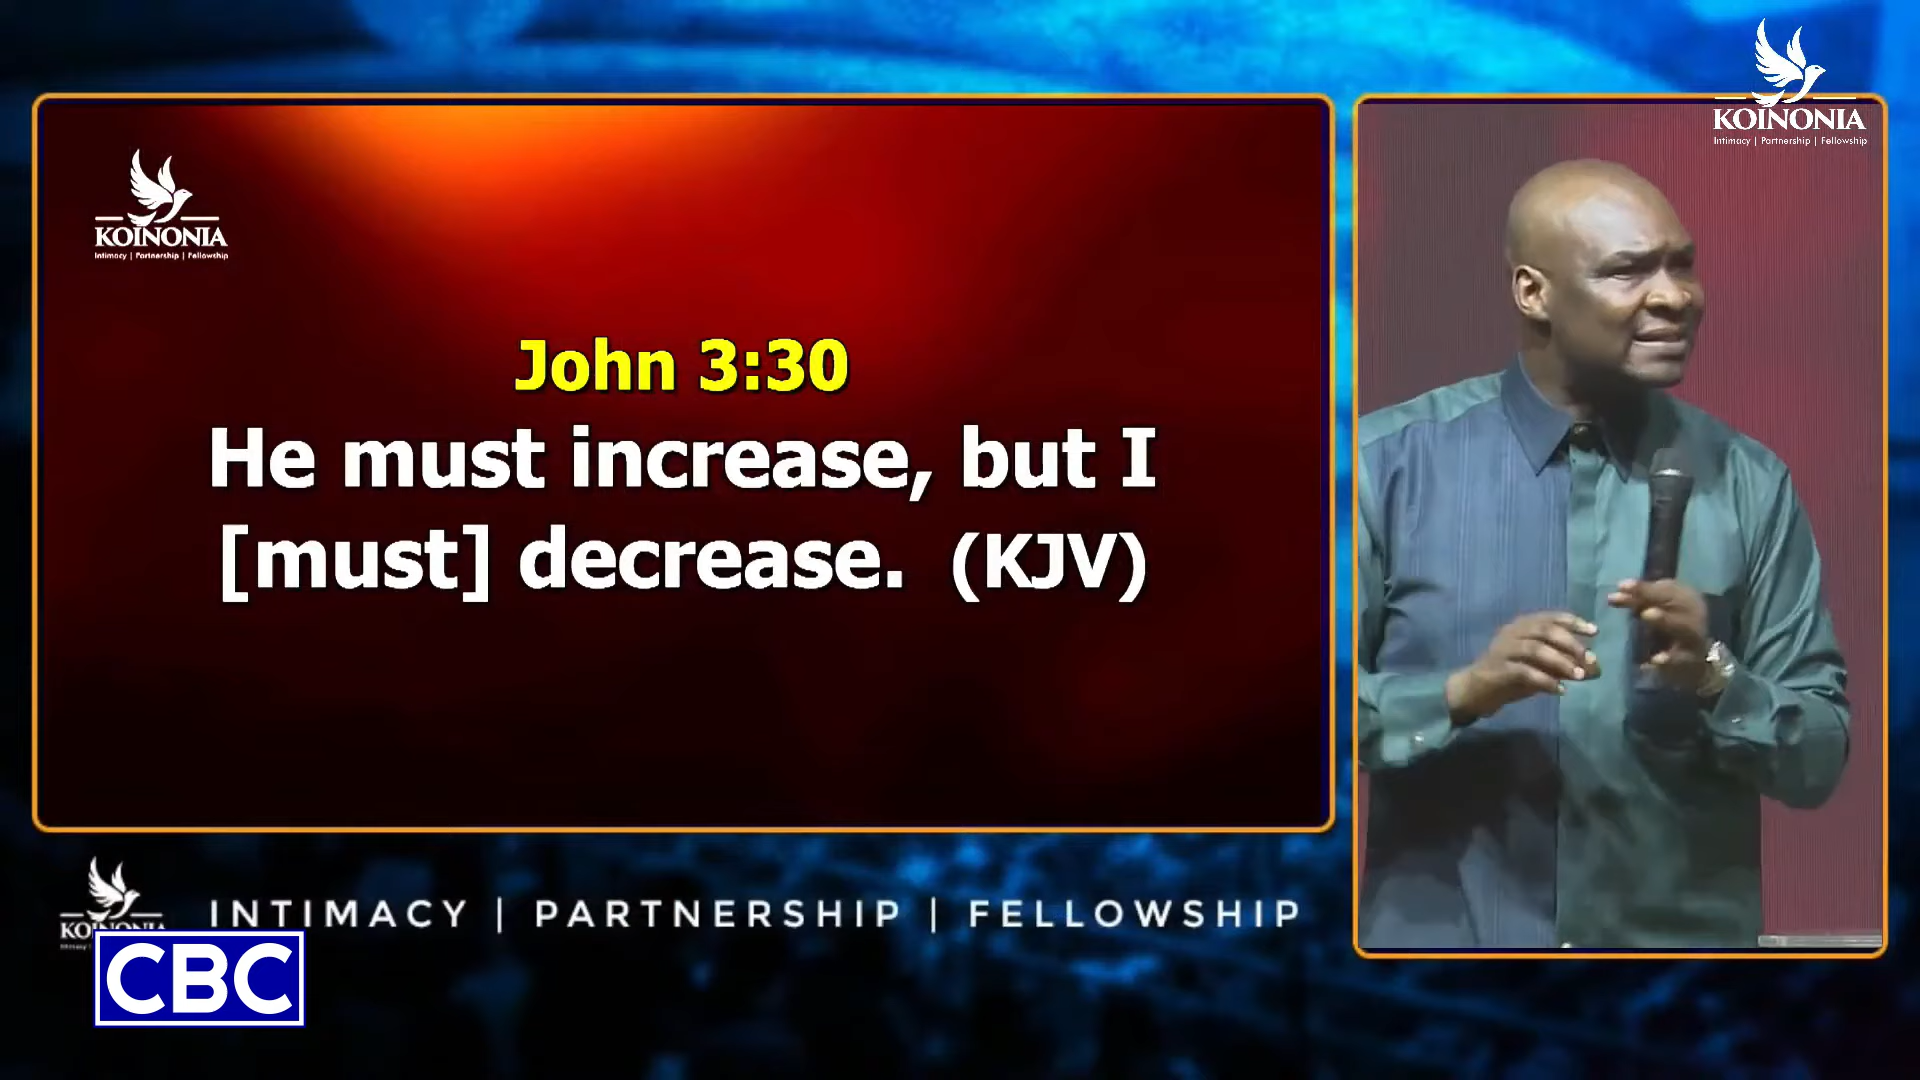 KOINONIA
Intimacy | Partnership | Fellowship
KOINONIA
Intimacy | Partnership | Fellowship
John 3:30
He must increase, but I
[must] decrease. (KJV)
KOINONIA
INTIMACY | PARTNERSHIP | FELLOWSHIP
CBC